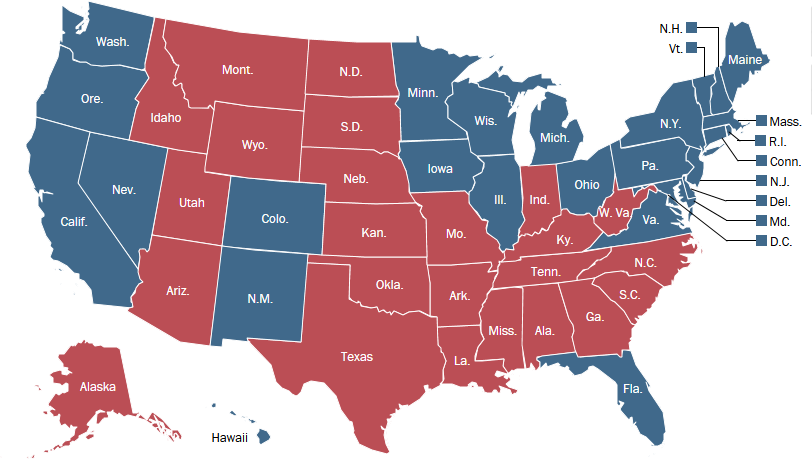 N.H.
Vt.
Wash.
Mont.
N.D.
Minn.
Maine
Ore.
Idaho
S.D.
Wis.
Mich.
N.Y.
Mass.
R.I.
Wyo.
Conn.
Nev.
Utah
Neb.
Iowa
Ill.
Ind.
Ohio
Pa.
N.J.
Del.
Calif.
Colo.
Kan.
Mo.
Ky.
W. Va
Va.
Md.
D.C.
Ariz.
N.M.
Okla.
Ark.
Tenn.
N.C.
S.C.
Texas
La.
Miss.
Ala.
Ga.
Alaska
Hawaii
Fla.